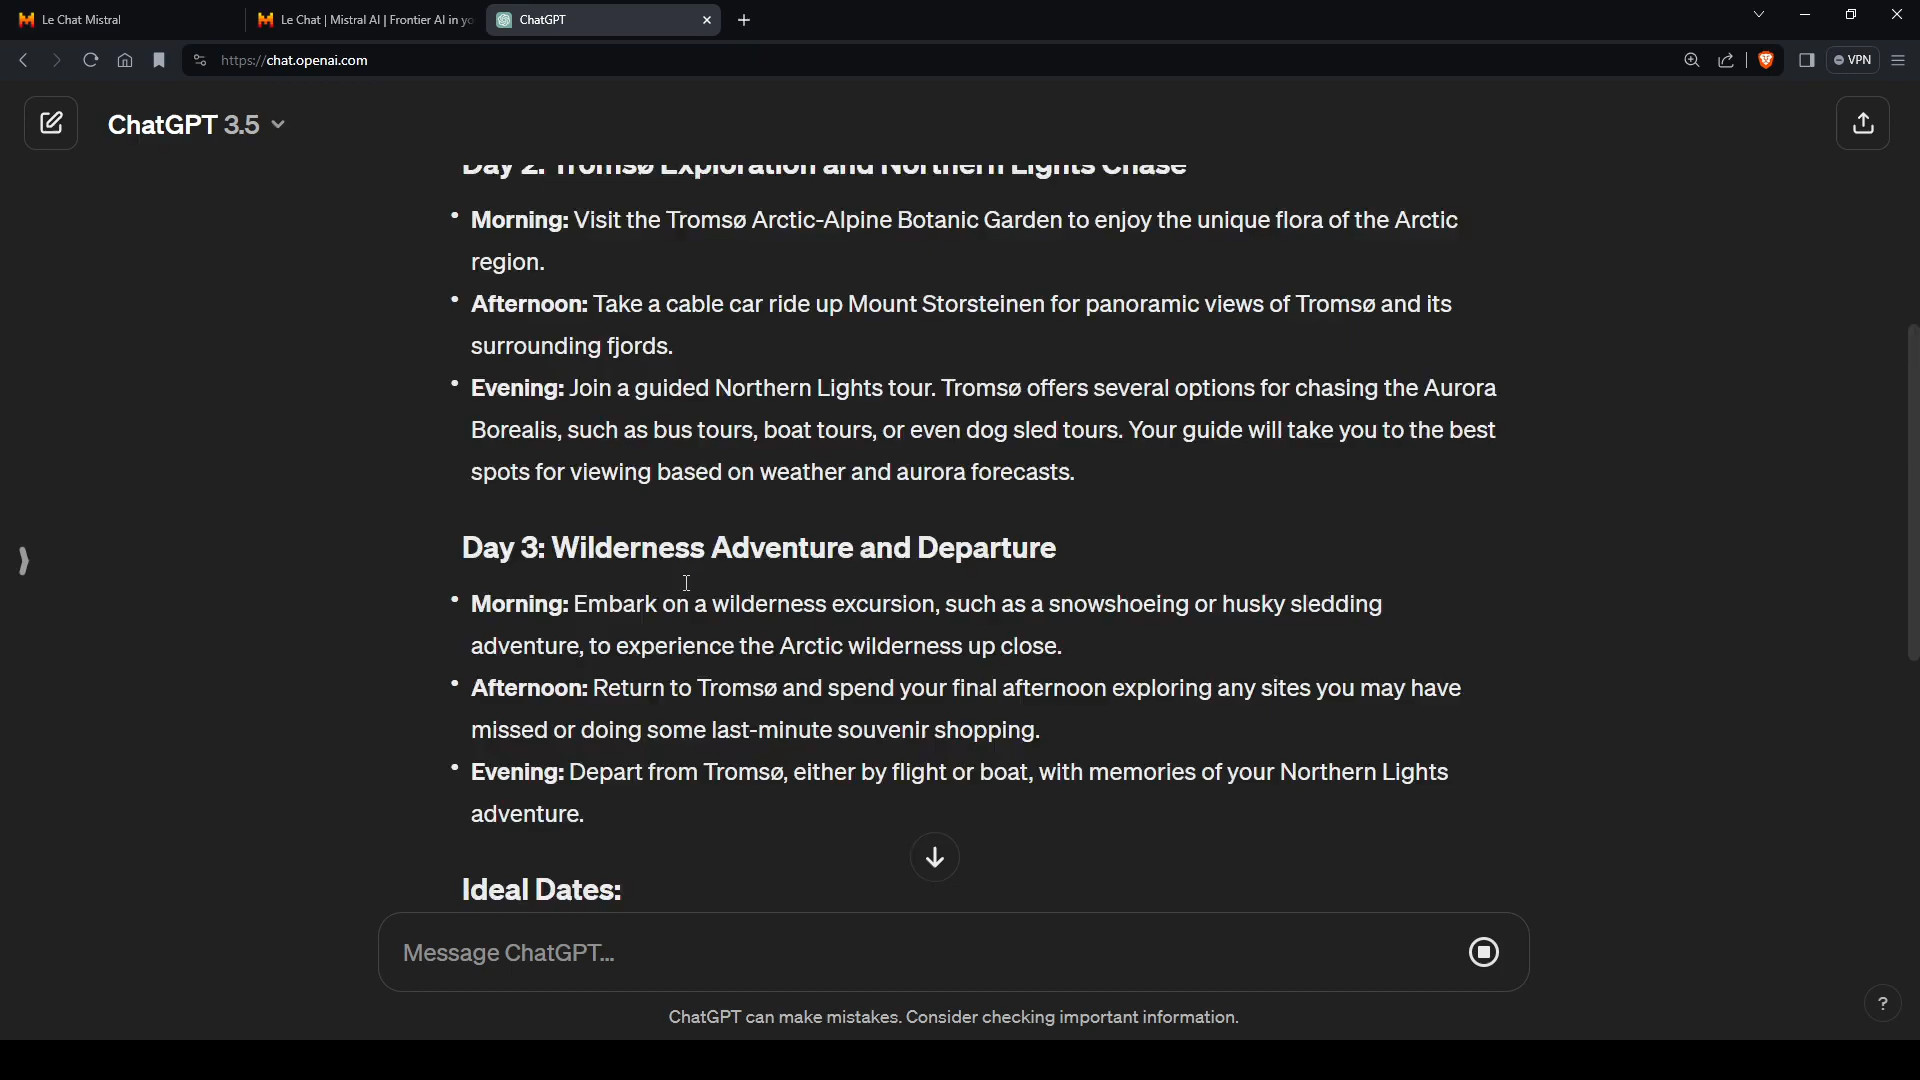 Le Chat Mistral
Le Chat | Mistral AI | Frontier AI in yo
ChatGPT
https://chat.openai.com
VPN
ChatGPT 3.5
Day 2: Tromsø Exploration and Northern Lights Chase
• Morning: Visit the Tromsø Arctic-Alpine Botanic Garden to enjoy the unique flora of the Arctic
region.
• Afternoon: Take a cable car ride up Mount Storsteinen for panoramic views of Tromsø and its
surrounding fjords.
• Evening: Join a guided Northern Lights tour. Tromsø offers several options for chasing the Aurora
Borealis, such as bus tours, boat tours, or even dog sled tours. Your guide will take you to the best
spots for viewing based on weather and aurora forecasts.
Day 3: Wilderness Adventure and Departure
• Morning: Embark on a wilderness excursion, such as a snowshoeing or husky sledding
adventure, to experience the Arctic wilderness up close.
• Afternoon: Return to Tromsø and spend your final afternoon exploring any sites you may have
missed or doing some last-minute souvenir shopping.
• Evening: Depart from Tromsø, either by flight or boat, with memories of your Northern Lights
adventure.
Ideal Dates:
Message ChatGPT...
ChatGPT can make mistakes. Consider checking important information.
?